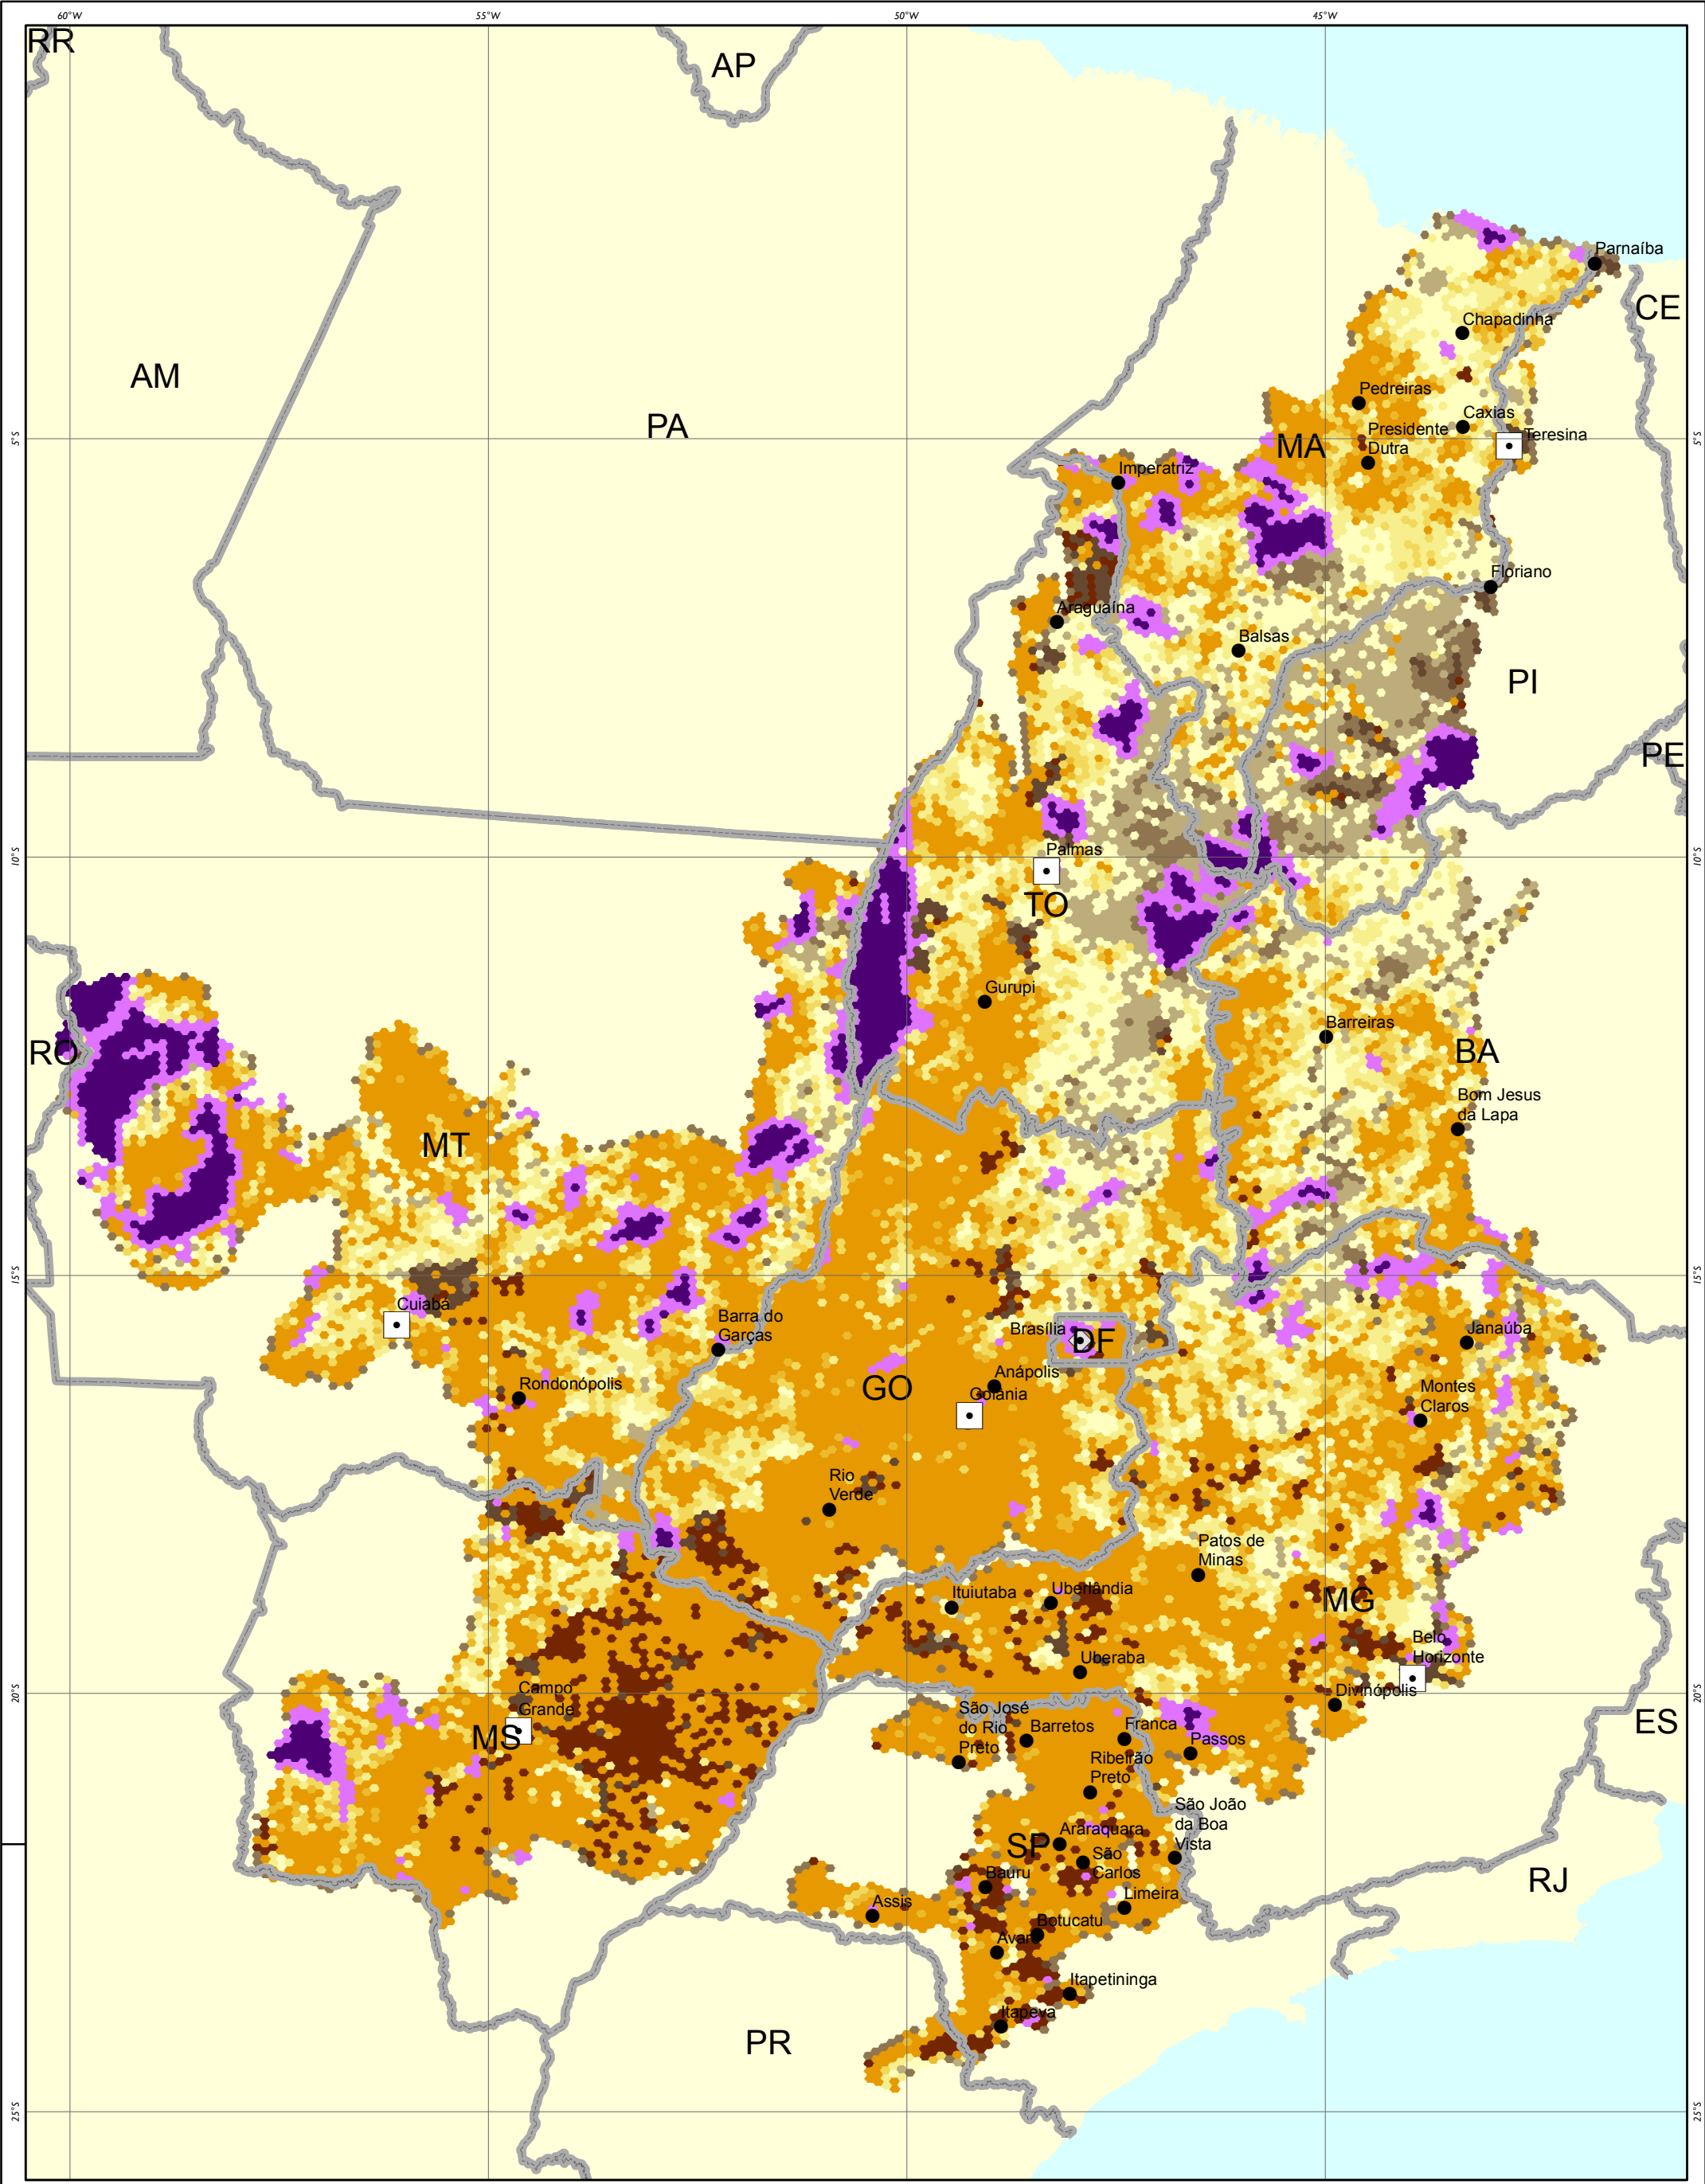 60°W
55°W
50°W
45°W
RR
AP
Parnaíba
CE
Chapadinha
AM
Pedreiras
PA
Caxias
Presidente
Dutra
Teresina
5°S
MA
5°S
Imperatriz
Floriano
Araguaína
Balsas
PI
PE
10°S
Palmas
10°S
TO
Gurupi
Barreiras
RO
BA
Bom Jesus
da Lapa
MT
15°S
15°S
Cuiabá
Barra do
Garças
Brasília
DF
Janaúba
Anápolis
GO
Rondonópolis
Goiânia
Montes
Claros
Rio
Verde
Patos de
Minas
Ituiutaba
Uberlândia
MG
Belo
Horizonte
Uberaba
20°S
Campo
Grande
Divinópolis
20°S
São José
do Rio
Preto
Barretos
Franca
MS
Passos
ES
Ribeirão
Preto
São João
da Boa
Vista
Araraquara
SP
São
Carlos
Bauru
RJ
Limeira
Assis
Botucatu
Avaré
Itapetininga
Itapeva
PR
25°S
25°S